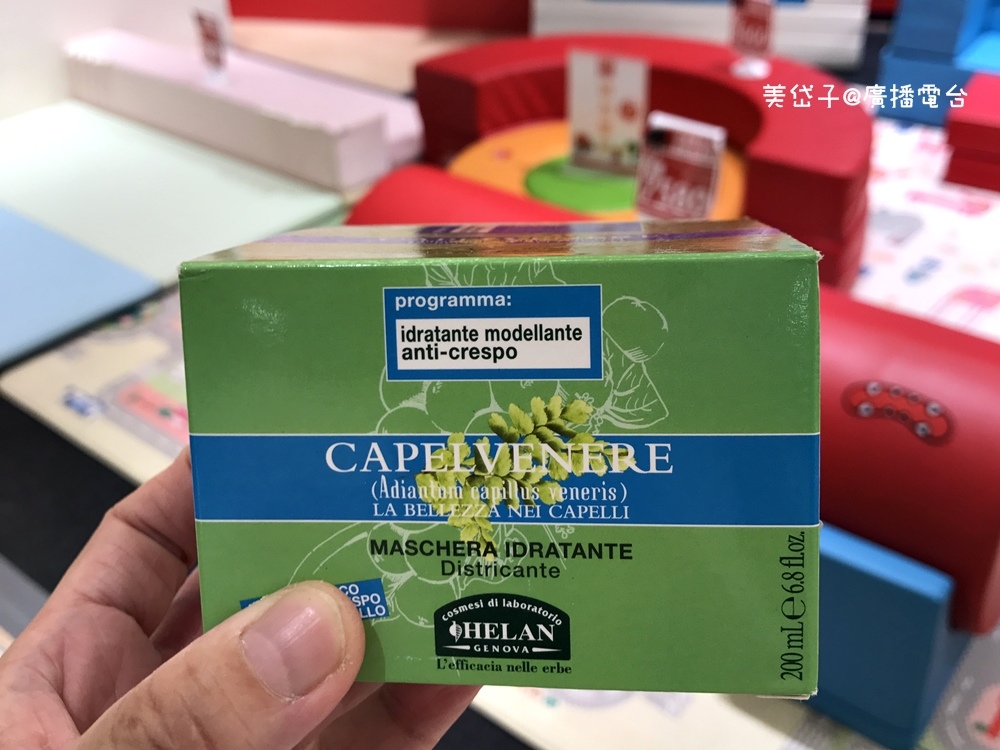 美岱子@廣播電台
programma:
idratante modellante
anti-crespo
CAPELVENERE
(Adiantum capillus veneris)
LA BELLEZZA NEI CAPELLI
MASCHERA IDRATANTE
Districante
cosmesi di laboratorio
HELAN
GENOVA
L'efficacia nelle erbe
200 mL e 6.8 fl.oz.